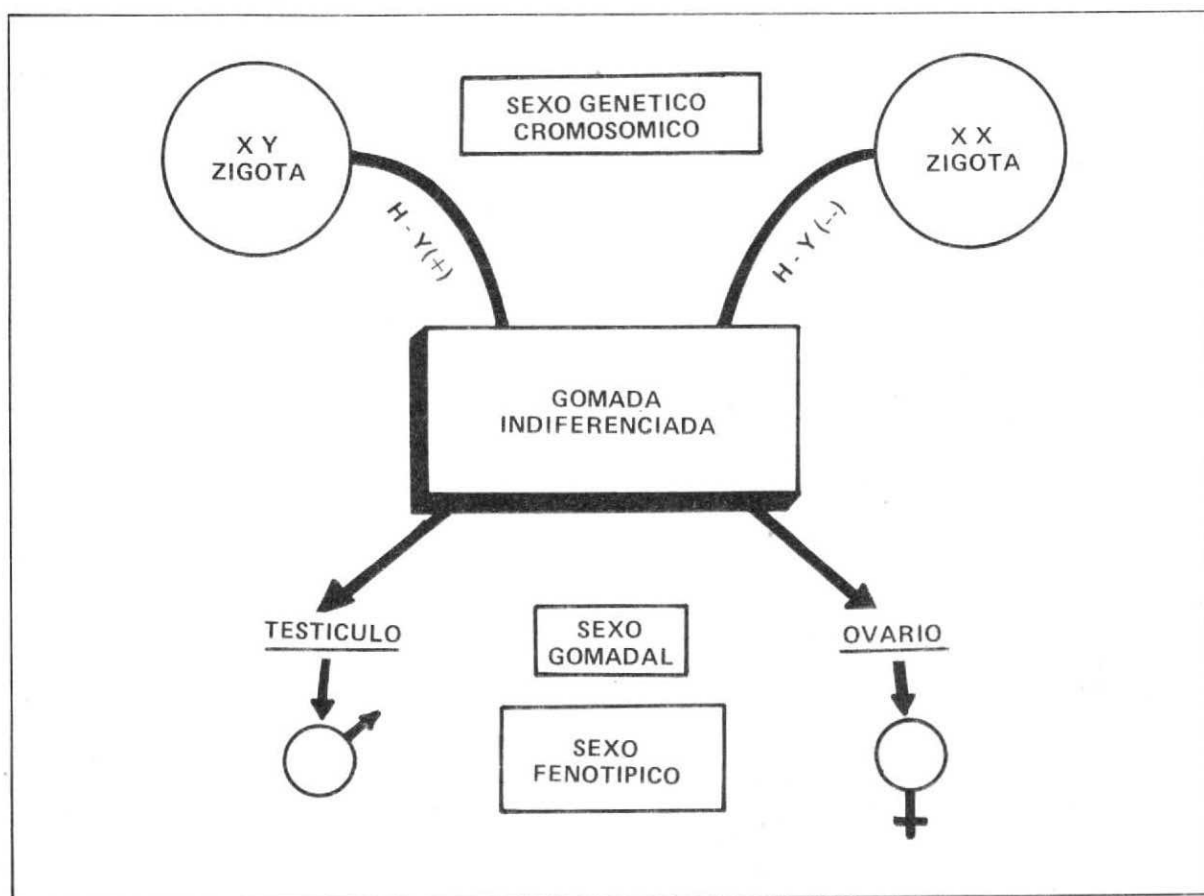 SEXO GENETICO
CROMOSOMICO
X Y
ZIGOTA
X X
ZIGOTA
H - Y (+)
H - Y (--)
GOMADA
INDIFERENCIADA
TESTICULO
SEXO
GOMADAL
OVARIO
SEXO
FENOTIPICO